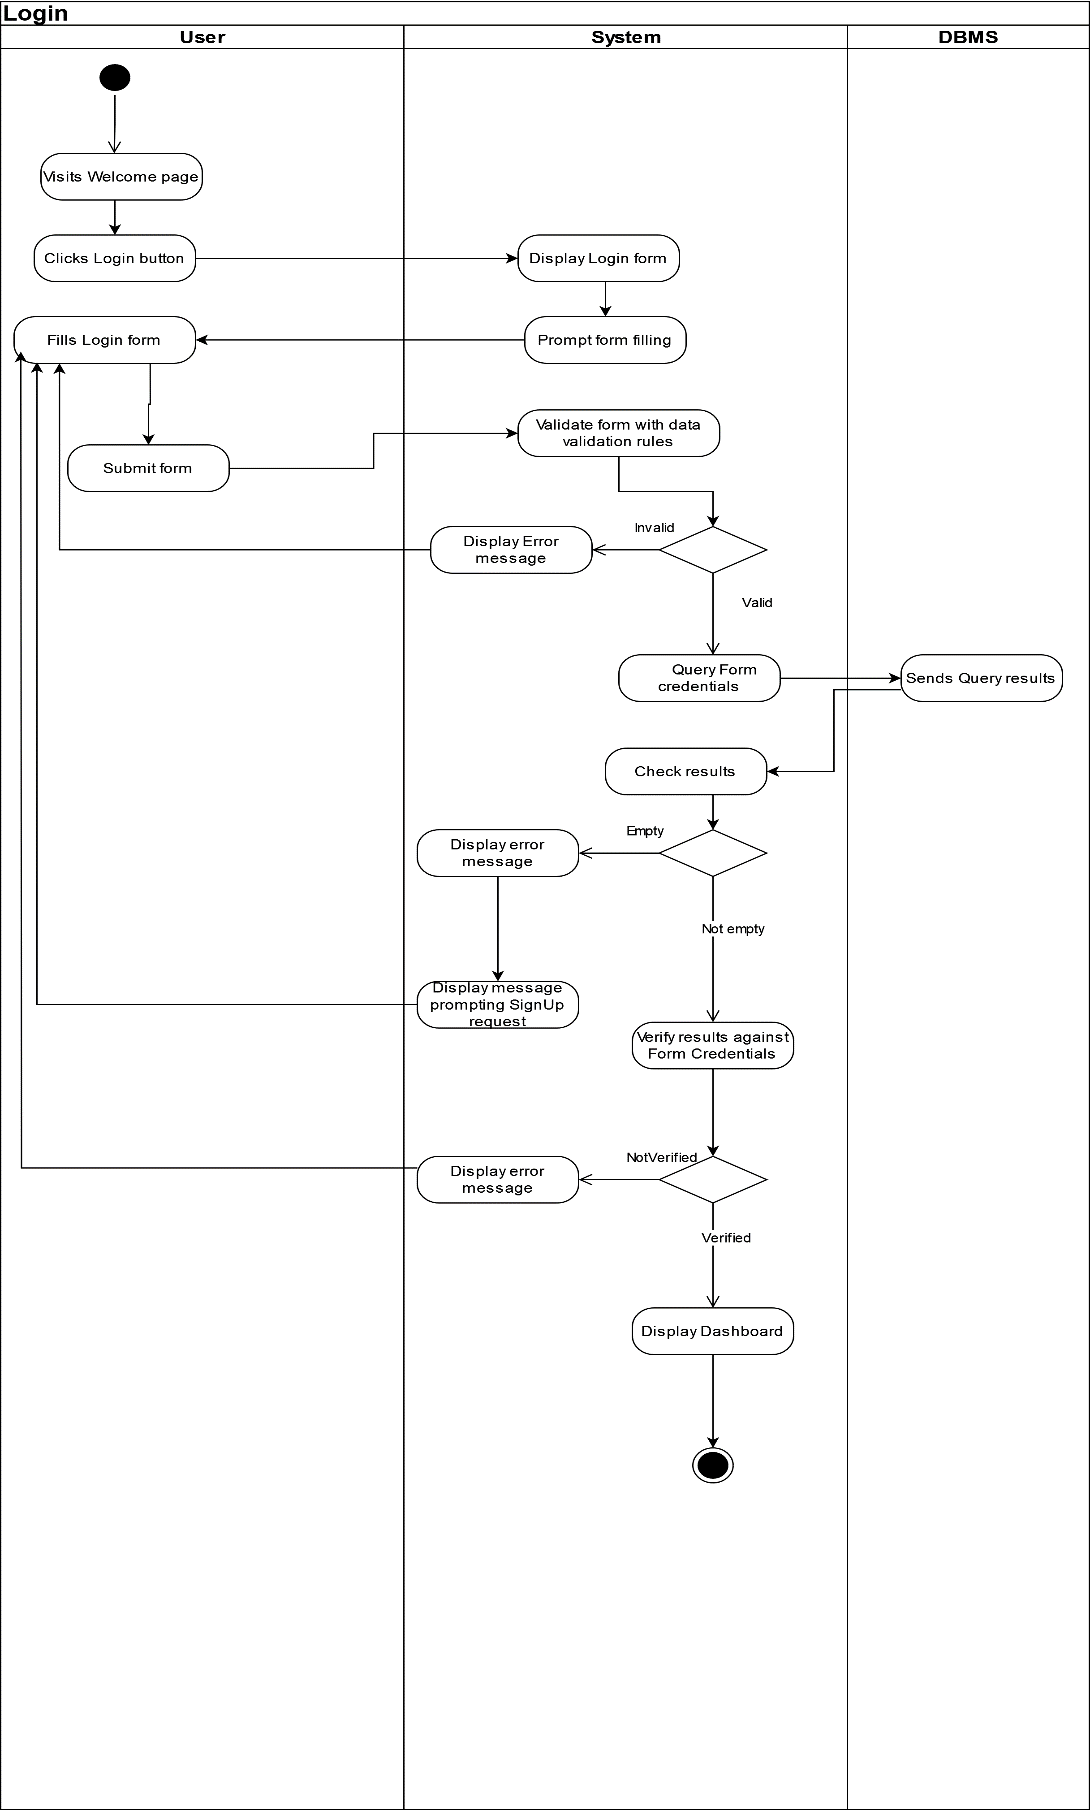 Login
User
System
DBMS
Visits Welcome page
Clicks Login button
Display Login form
Fills Login form
Prompt form filling
Validate form with data
validation rules
Submit form
Invalid
Display Error
message
Valid
Query Form
credentials
Sends Query results
Check results
Empty
Display error
message
Not empty
Display message
prompting SignUp
request
Verify results against
Form Credentials
NotVerified
Display error
message
Verified
Display Dashboard